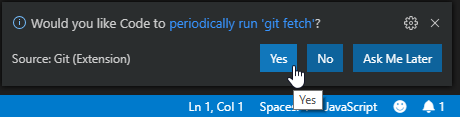 Would you like Code to periodically run 'git fetch'?
Source: Git (Extension)
Yes
No
Ask Me Later
Yes
Ln 1, Col 1
Spaces:
JavaScript
1